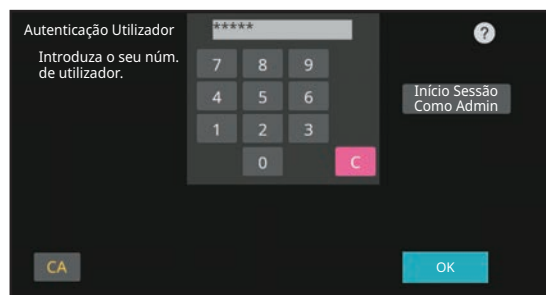 Autenticação Utilizador
*****
?
Introduza o seu núm.
de utilizador.
7 8 9
4 5 6
1 2 3
0 C
Início Sessão
Como Admin
CA
OK